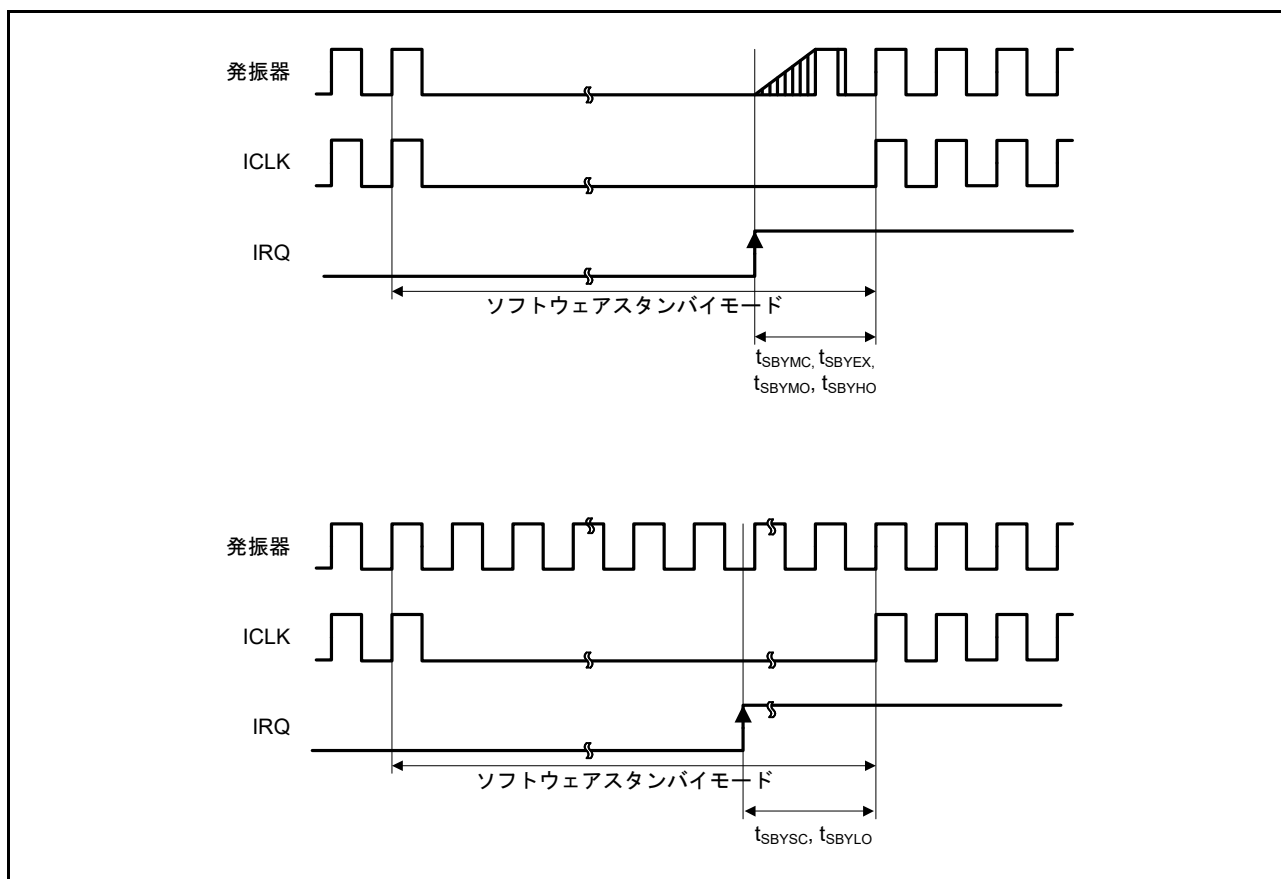 発振器
ICLK
IRQ
ソフトウェアスタンバイモード
tSBYMC, tSBYEX,
tSBYMO, tSBYHO
発振器
ICLK
IRQ
ソフトウェアスタンバイモード
tSBYSC, tSBYLO